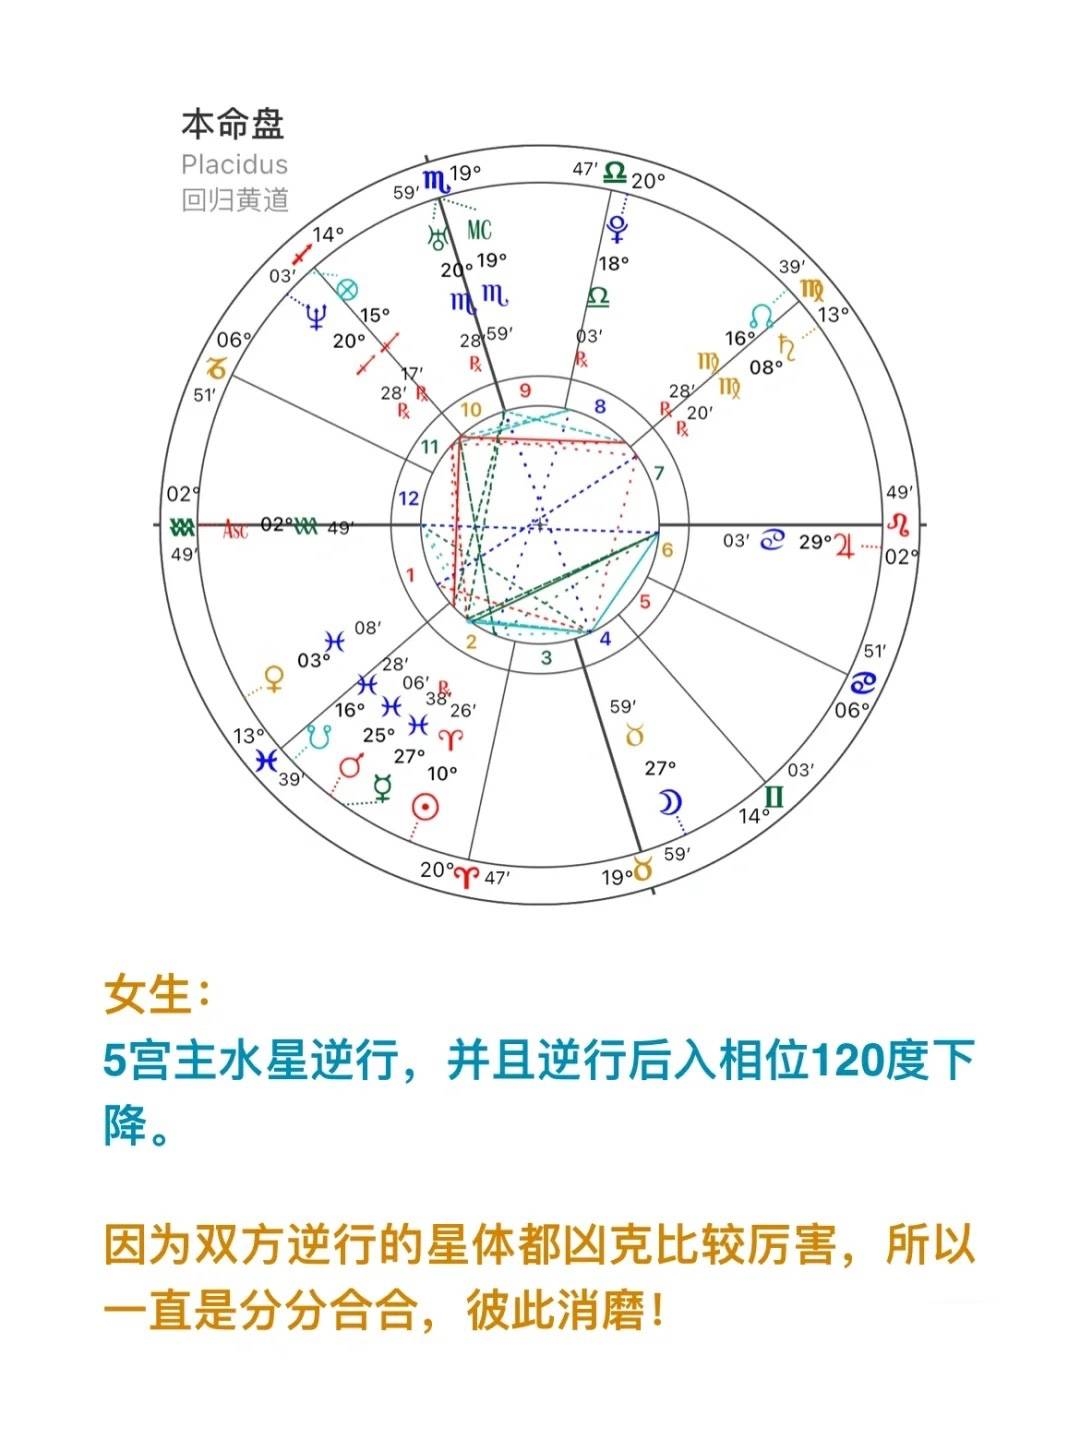 本命盘
Placidus
回归黄道
47′ ♎ 20°
59′ ♏ 19°
♅ MC
♇
18°
♎
03′
℞
20° 19°
♏ ♏
28′ 59′
℞
♐ 14°
03′
♆ ⊗
15°
20°
♐ ♐
17′
28′ ℞
℞
39′ ♍
13°
☊ ♄
16° 08°
♍ ♍
28′ 20′
℞ ℞
06°
♑
51′
9
10 8
11 7
12
02° 49′
♒ Asc 02° ♒ 49′ 03′ ♋ 29° ♃ ♌
49′ 02°
6
1 5
2 3 4
♀ 03° ♓ 08′
51′
♋
06°
28′
♓ 06′ ℞
16° ♓ 38′ 26′
☋ 25° ♓ ♈
♂ 27° 10°
☿ ☉
59′
♉
27°
☽
13°
♓ 39′
03′
♊
14°
20° ♈ 47′ 19° ♉ 59′
女生：
5宫主水星逆行，并且逆行后入相位120度下
降。
因为双方逆行的星体都凶克比较厉害，所以
一直是分分合合，彼此消磨！